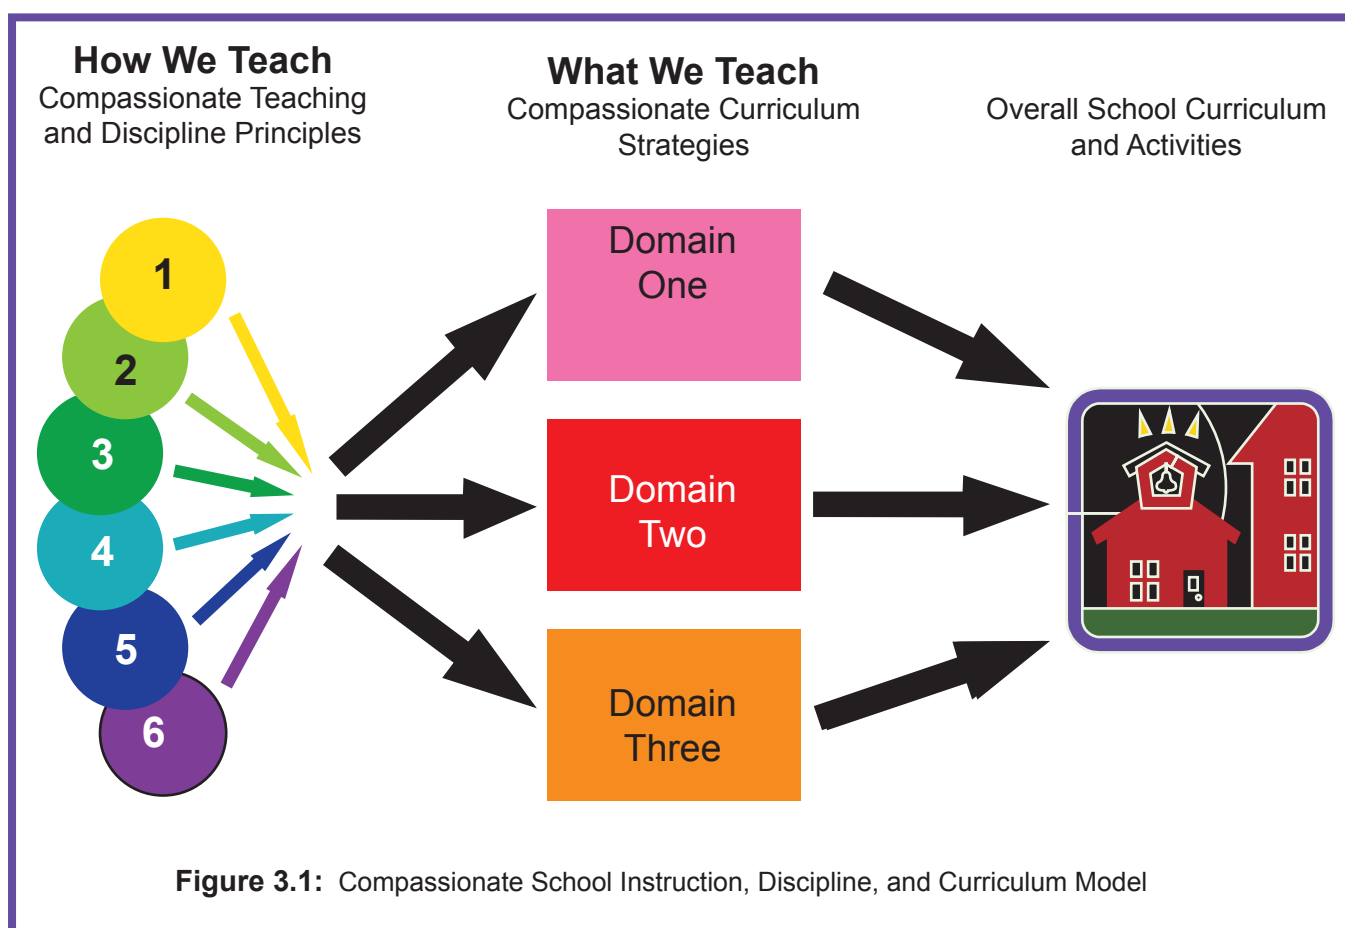 How We Teach
Compassionate Teaching
and Discipline Principles
What We Teach
Compassionate Curriculum
Strategies
Overall School Curriculum
and Activities
1
2
3
4
5
6
Domain
One
Domain
Two
Domain
Three
Figure 3.1: Compassionate School Instruction, Discipline, and Curriculum Model